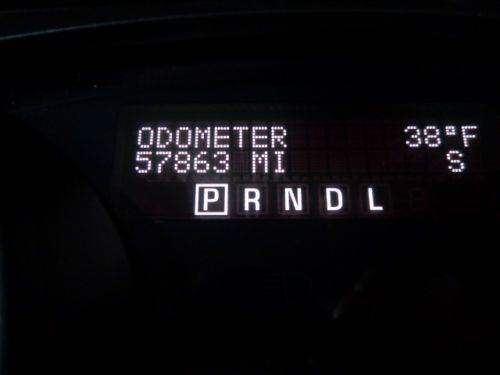 ODOMETER 38°F
57863 MI S
P R N D L